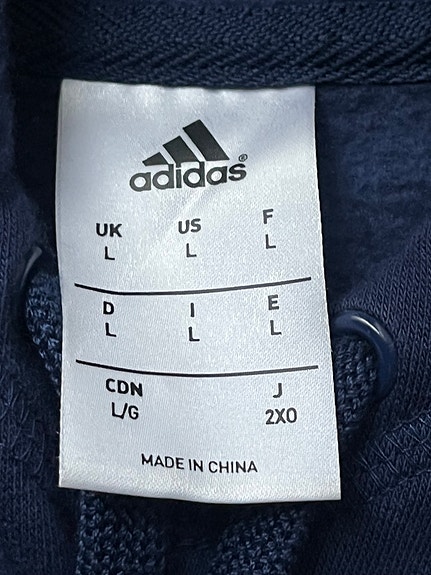 adidas®
UK US F
L L L
D I E
L L L
CDN J
L/G 2XO
MADE IN CHINA